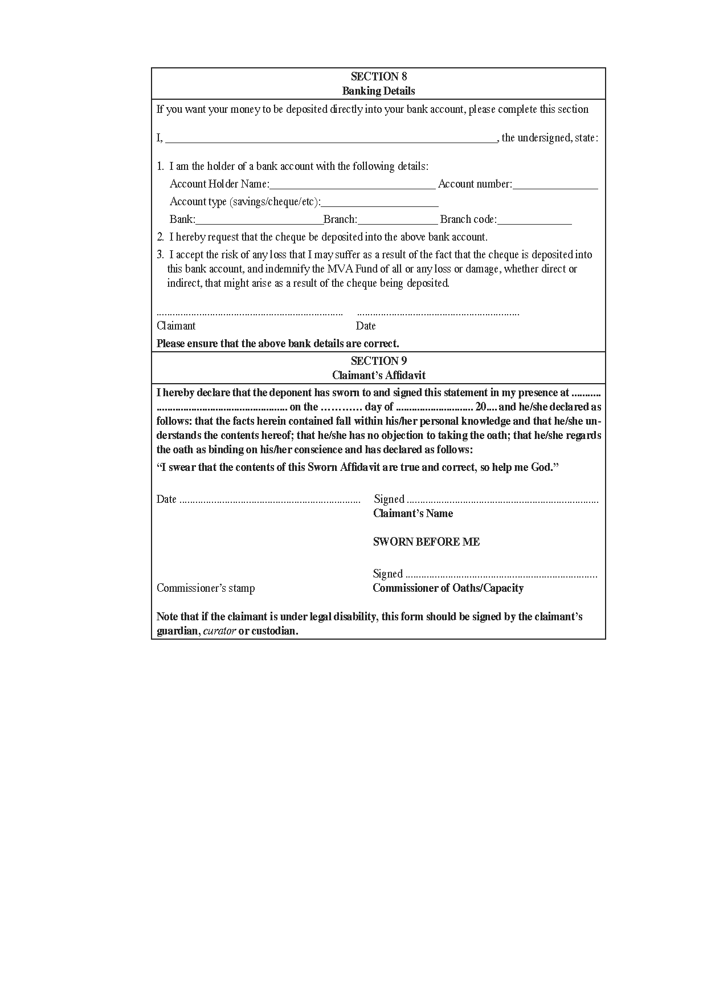 SECTION 8
Banking Details
If you want your money to be deposited directly into your bank account, please complete this section
I, ______________________________________________________________, the undersigned, state:
1. I am the holder of a bank account with the following details:
Account Holder Name:_______________________________ Account number:________________
Account type (savings/cheque/etc):______________________
Bank:________________________Branch:_______________ Branch code:______________
2. I hereby request that the cheque be deposited into the above bank account.
3. I accept the risk of any loss that I may suffer as a result of the fact that the cheque is deposited into
this bank account, and indemnify the MVA Fund of all or any loss or damage, whether direct or
indirect, that might arise as a result of the cheque being deposited.
...................................................................... .............................................................
Claimant Date
Please ensure that the above bank details are correct.
SECTION 9
Claimant’s Affidavit
I hereby declare that the deponent has sworn to and signed this statement in my presence at ...........
................................................. on the ………… day of ............................. 20.... and he/she declared as
follows: that the facts herein contained fall within his/her personal knowledge and that he/she un-
derstands the contents hereof; that he/she has no objection to taking the oath; that he/she regards
the oath as binding on his/her conscience and has declared as follows:
“I swear that the contents of this Sworn Affidavit are true and correct, so help me God.”
Date .................................................................... Signed ........................................................................
Claimant’s Name
SWORN BEFORE ME
Signed ........................................................................
Commissioner’s stamp Commissioner of Oaths/Capacity
Note that if the claimant is under legal disability, this form should be signed by the claimant’s
guardian, curator or custodian.